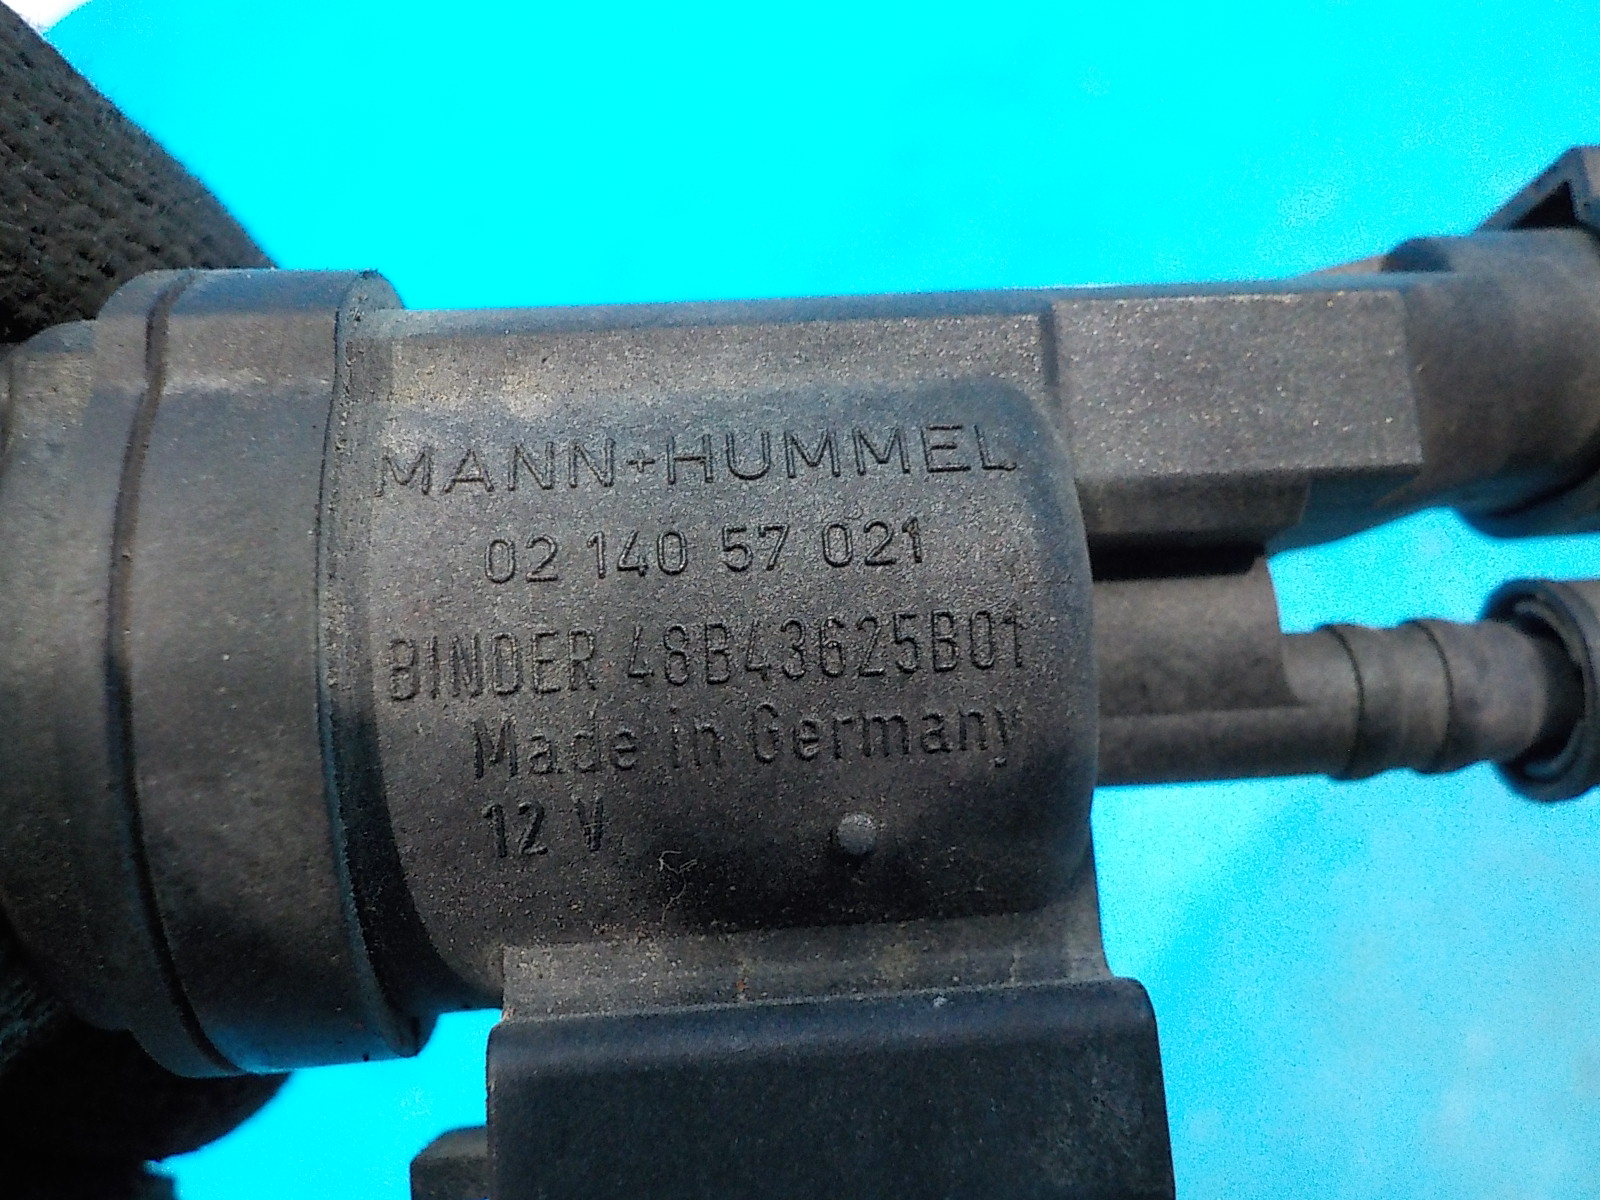 MANN+HUMMEL
02 140 57 021
BINDER 48B43625B01
Made in Germany
12 V